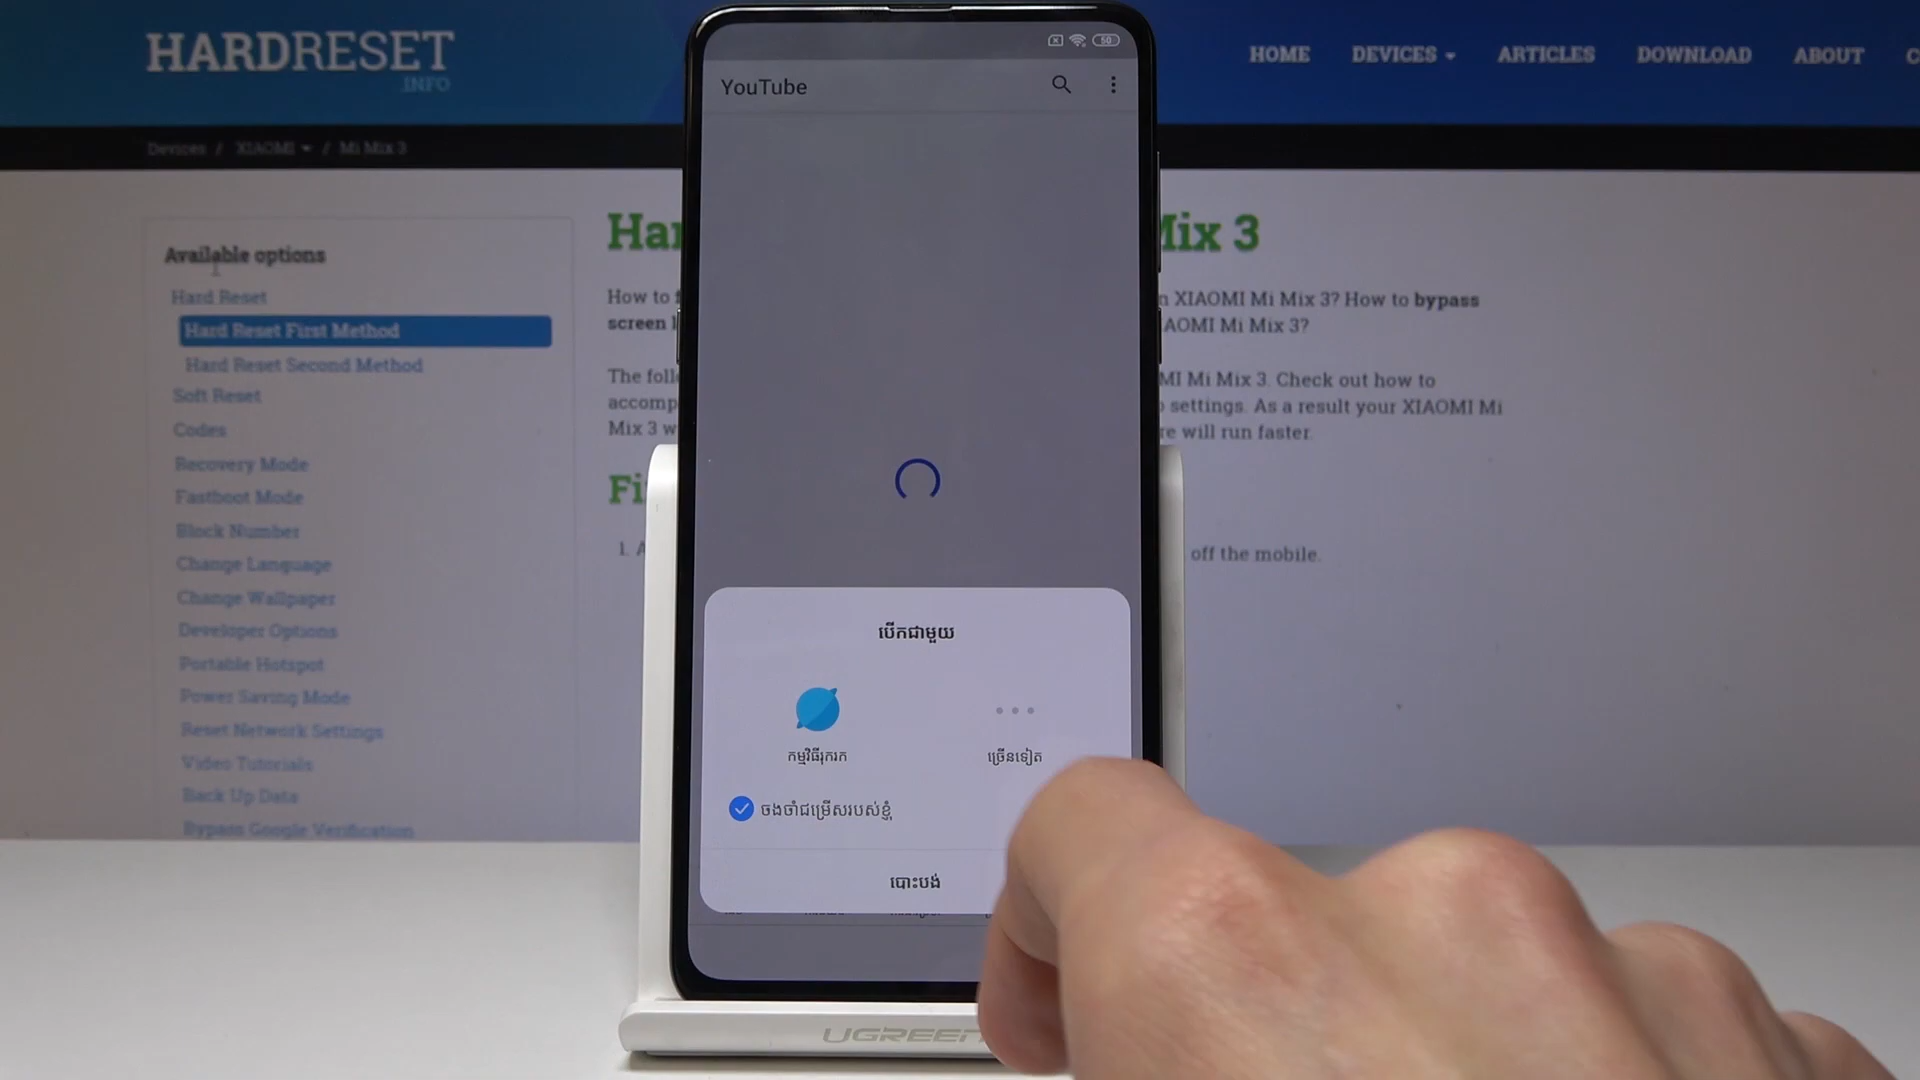 HARDRESET
.INFO
HOME DEVICES ARTICLES DOWNLOAD ABOUT C
Devices / XIAOMI / Mi Mix 3
Available options
Hard Reset
Hard Reset First Method
Hard Reset Second Method
Soft Reset
Codes
Recovery Mode
Fastboot Mode
Block Number
Change Language
Change Wallpaper
Developer Options
Portable Hotspot
Power Saving Mode
Reset Network Settings
Video Tutorials
Back Up Data
Bypass Google Verification
Har Mix 3
How to f n XIAOMI Mi Mix 3? How to bypass
screen l AOMI Mi Mix 3?
The foll MI Mi Mix 3. Check out how to
accomp settings. As a result your XIAOMI Mi
Mix 3 w re will run faster.
Fi
1. A off the mobile.
50
YouTube
បើកជាមួយ
កម្មវិធីរុករក
ច្រើនទៀត
ចងចាំជម្រើសរបស់ខ្ញុំ
បោះបង់
UGREEN